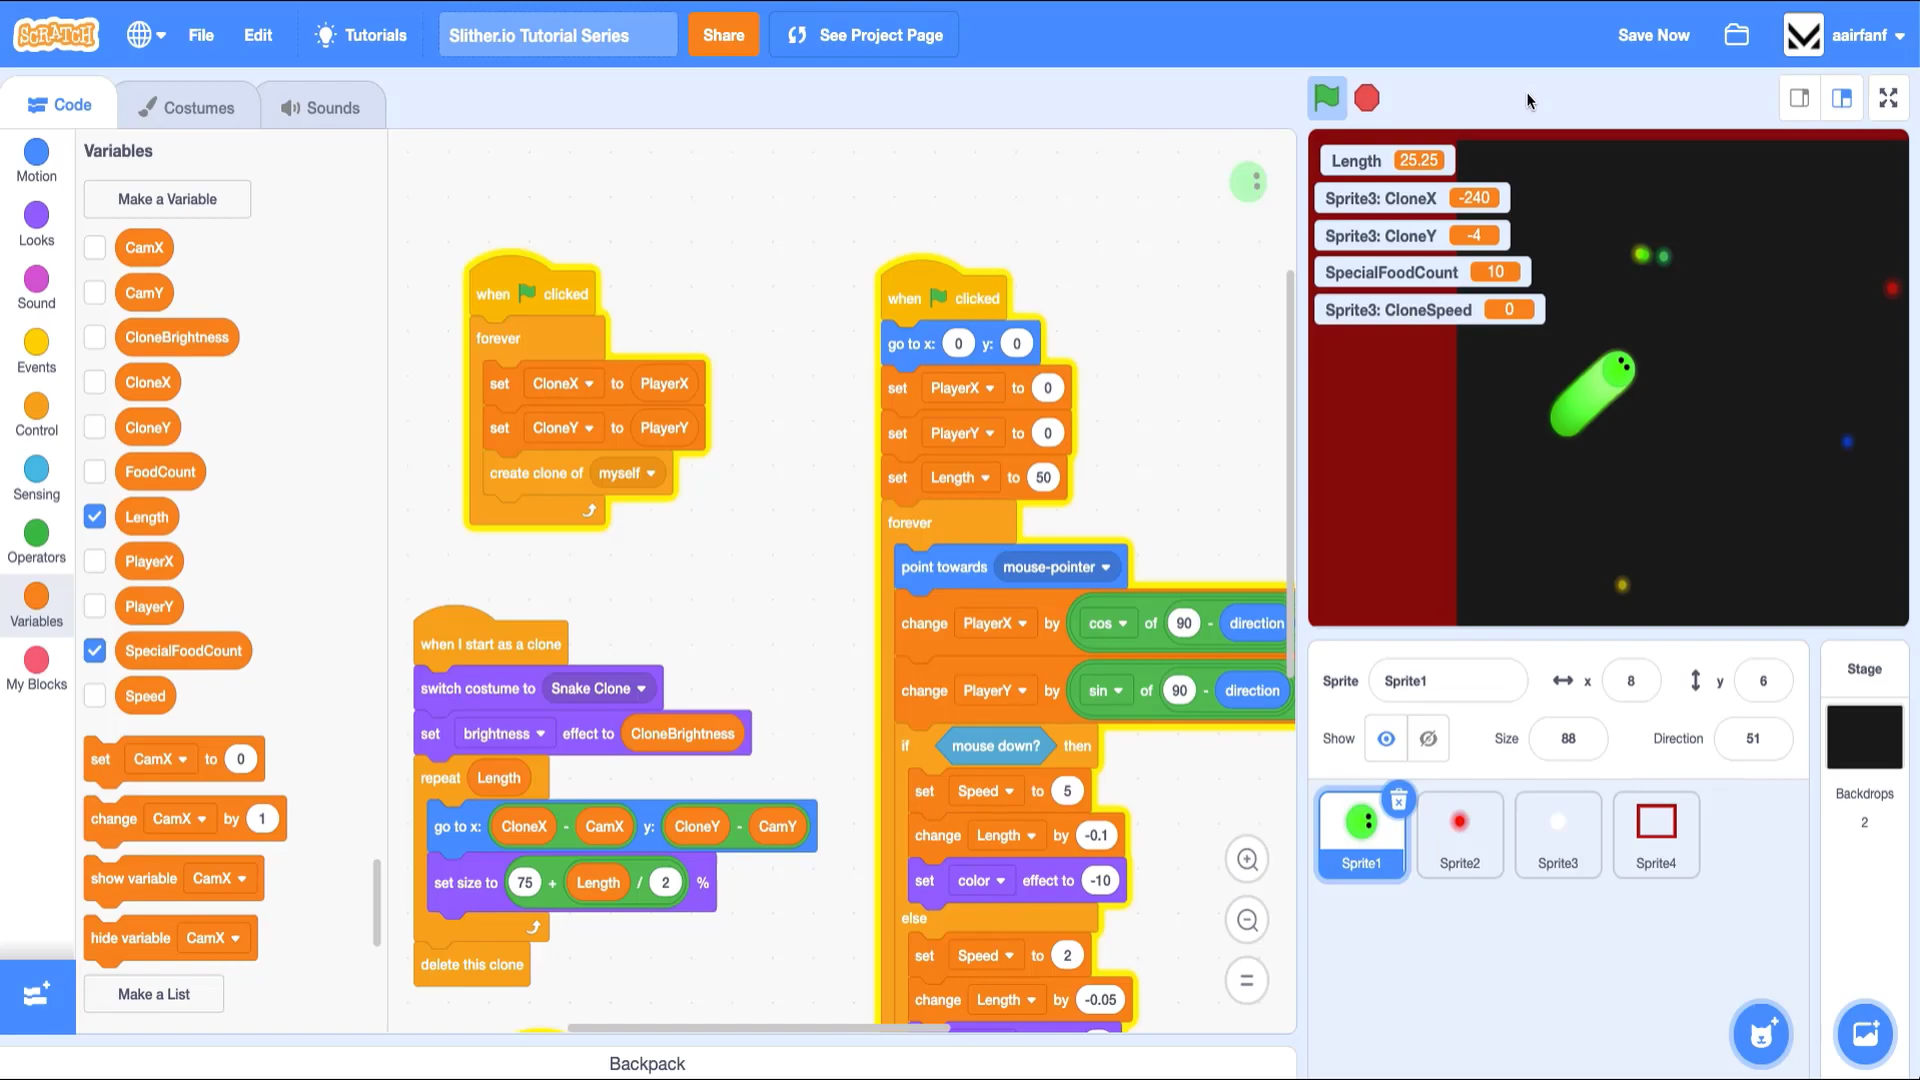 SCRATCH File Edit Tutorials Slither.io Tutorial Series Share See Project Page Save Now aairfanf
Code Costumes Sounds
Motion
Looks
Sound
Events
Control
Sensing
Operators
Variables
My Blocks
Variables
Make a Variable
CamX
CamY
CloneBrightness
CloneX
CloneY
FoodCount
Length
PlayerX
PlayerY
SpecialFoodCount
Speed
set CamX to 0
change CamX by 1
show variable CamX
hide variable CamX
Make a List
when clicked
forever
set CloneX to PlayerX
set CloneY to PlayerY
create clone of myself
when I start as a clone
switch costume to Snake Clone
set brightness effect to CloneBrightness
repeat Length
go to x: CloneX - CamX y: CloneY - CamY
set size to 75 + Length / 2 %
delete this clone
when clicked
go to x: 0 y: 0
set PlayerX to 0
set PlayerY to 0
set Length to 50
forever
point towards mouse-pointer
change PlayerX by cos of 90 - direction
change PlayerY by sin of 90 - direction
if mouse down? then
set Speed to 5
change Length by -0.1
set color effect to -10
else
set Speed to 2
change Length by -0.05
Length 25.25
Sprite3: CloneX -240
Sprite3: CloneY -4
SpecialFoodCount 10
Sprite3: CloneSpeed 0
Sprite Sprite1 x 8 y 6
Show Size 88 Direction 51
Sprite1 Sprite2 Sprite3 Sprite4
Stage
Backdrops
2
Backpack